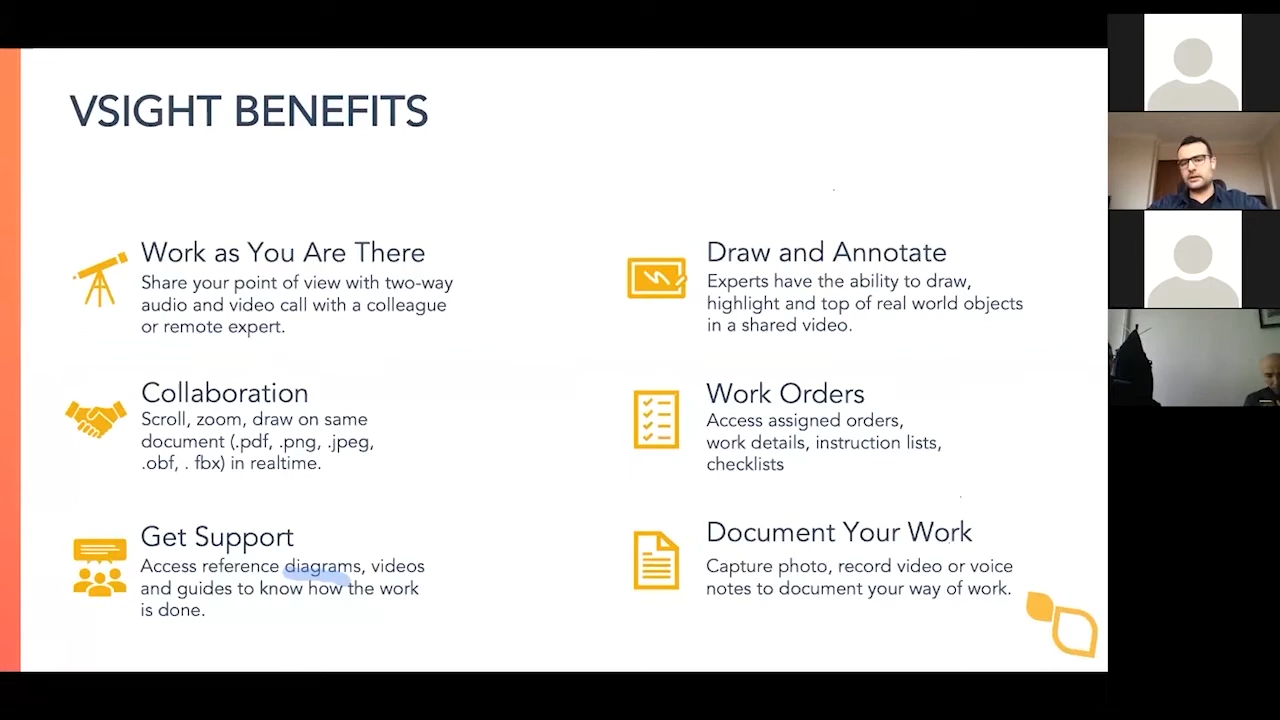 VSIGHT BENEFITS
Work as You Are There
Share your point of view with two-way
audio and video call with a colleague
or remote expert.
Collaboration
Scroll, zoom, draw on same
document (.pdf, .png, .jpeg,
.obf, . fbx) in realtime.
Get Support
Access reference diagrams, videos
and guides to know how the work
is done.
Draw and Annotate
Experts have the ability to draw,
highlight and top of real world objects
in a shared video.
Work Orders
Access assigned orders,
work details, instruction lists,
checklists
Document Your Work
Capture photo, record video or voice
notes to document your way of work.